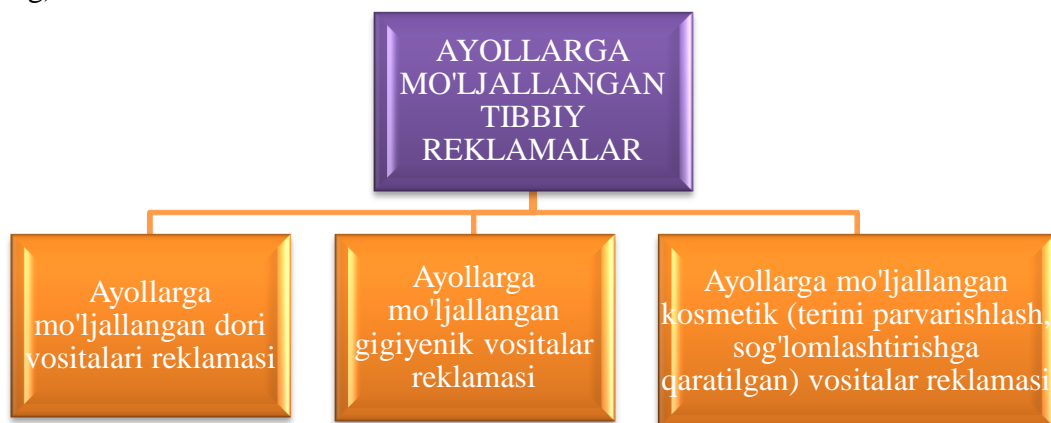 AYOLLARGA
MO'LJALLANGAN
TIBBIY
REKLAMALAR
Ayollarga
mo'ljallangan dori
vositalari reklamasi
Ayollarga
mo'ljallangan
gigiyenik vositalar
reklamasi
Ayollarga mo'ljallangan
kosmetik (terini parvarishlash,
sog'lomlashtirishga
qaratilgan) vositalar reklamasi